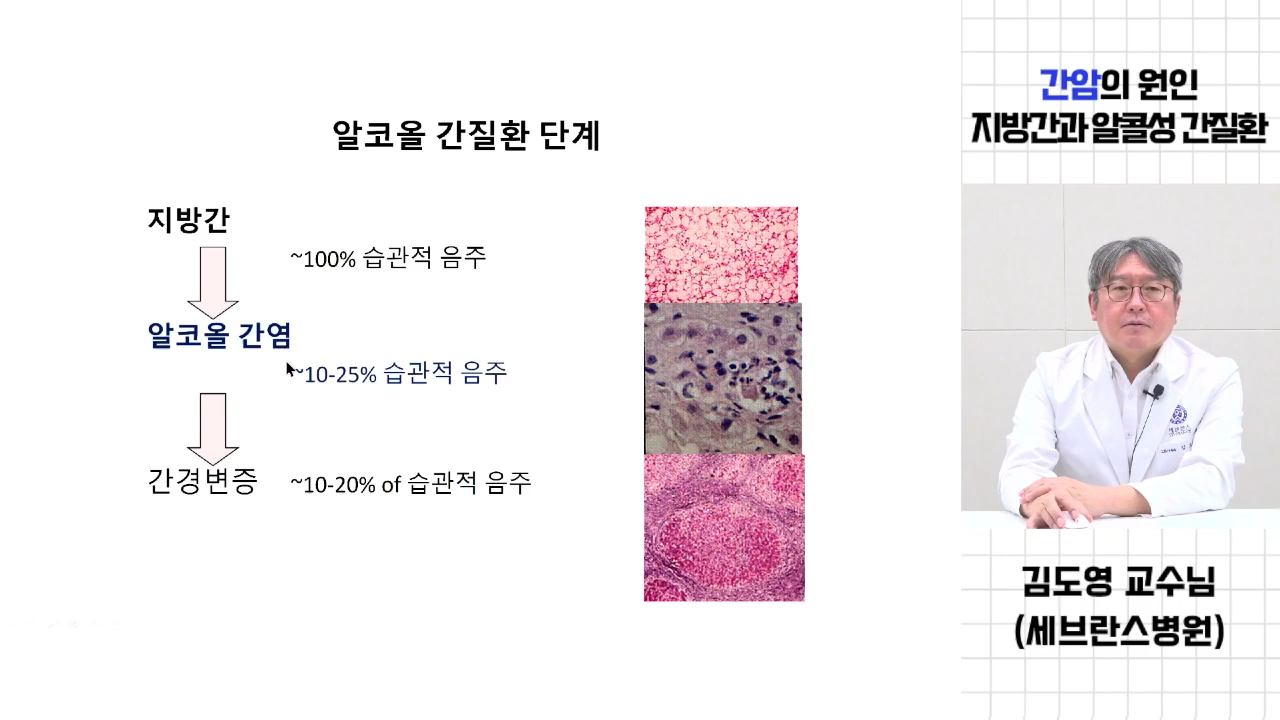 알코올 간질환 단계
지방간
~100% 습관적 음주
알코올 간염
~10-25% 습관적 음주
간경변증
~10-20% of 습관적 음주
간암의 원인
지방간과 알콜성 간질환
김도영 교수님
(세브란스병원)